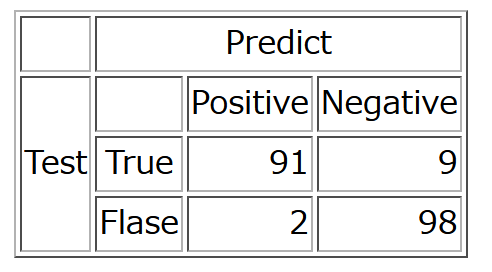 Predict
Positive Negative
Test True 91 9
Flase 2 98